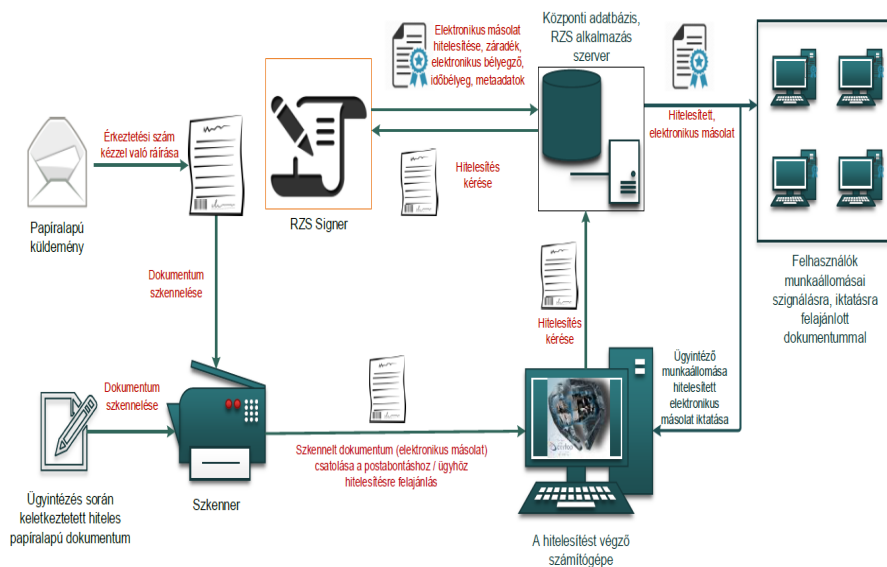 Elektronikus másolat
hitelesítése, záradék,
elektronikus bélyegző,
időbélyeg, metaadatok
Központi adatbázis,
RZS alkalmazás
szerver
Érkeztetési szám
kézzel való ráírása
Hitelesített,
elektronikus másolat
Hitelesítés
kérése
Papíralapú
küldemény
RZS Signer
Felhasználók
munkaállomásai
szignálásra, iktatásra
felajánlott
dokumentummal
Dokumentum
szkennelése
Hitelesítés
kérése
Ügyintéző
munkaállomása
hitelesített
elektronikus
másolat iktatása
Dokumentum
szkennelése
Szkennelt dokumentum (elektronikus másolat)
csatolása a postabontáshoz / ügyhöz
hitelesítésre felajánlás
Ügyintézés során
keletkeztetett hiteles
papíralapú dokumentum
Szkenner
A hitelesítést végző
számítógépe